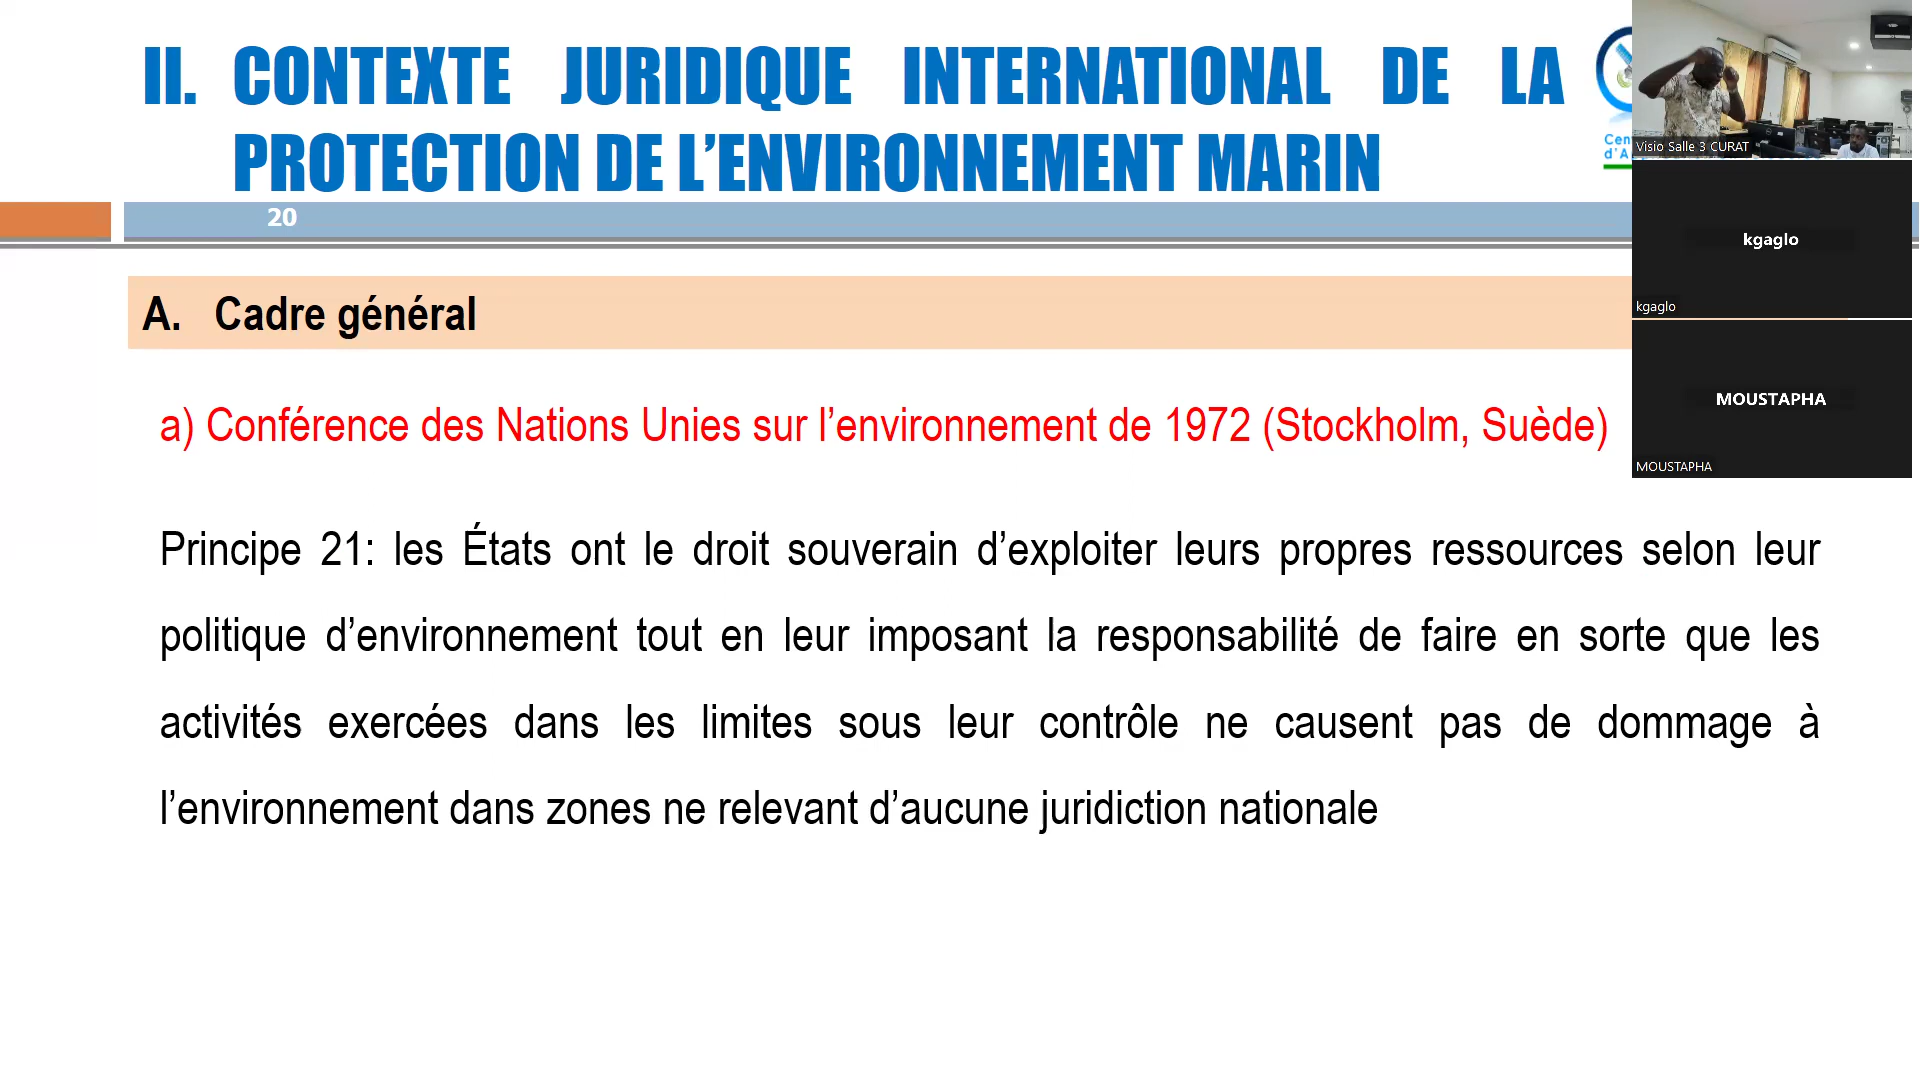 II. CONTEXTE JURIDIQUE INTERNATIONAL DE LA
PROTECTION DE L’ENVIRONNEMENT MARIN
20
A. Cadre général
a) Conférence des Nations Unies sur l’environnement de 1972 (Stockholm, Suède)
Principe 21: les États ont le droit souverain d’exploiter leurs propres ressources selon leur
politique d’environnement tout en leur imposant la responsabilité de faire en sorte que les
activités exercées dans les limites sous leur contrôle ne causent pas de dommage à
l’environnement dans zones ne relevant d’aucune juridiction nationale
Visio Salle 3 CURAT
kgaglo
kgaglo
MOUSTAPHA
MOUSTAPHA